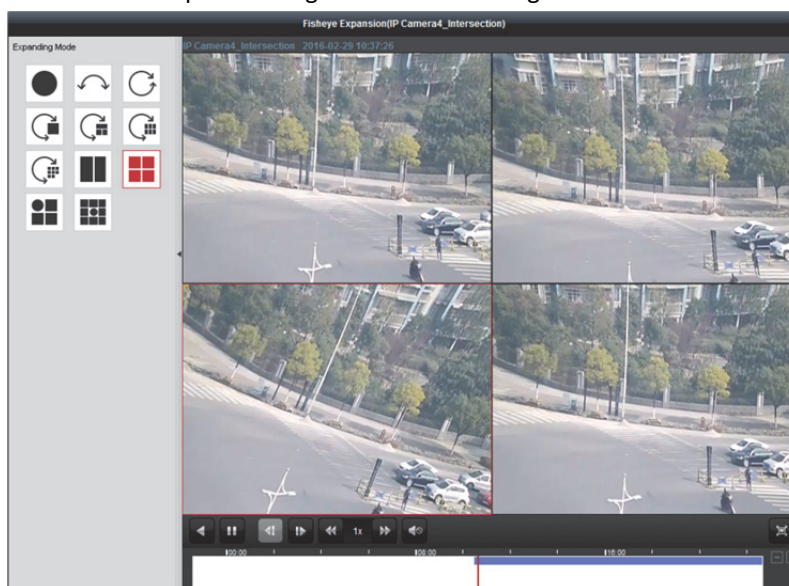 Fisheye Expansion(IP Camera4_Intersection)
Expanding Mode
IP Camera4_Intersection 2016-02-29 10:37:26
1x
00:00 08:00 16:00